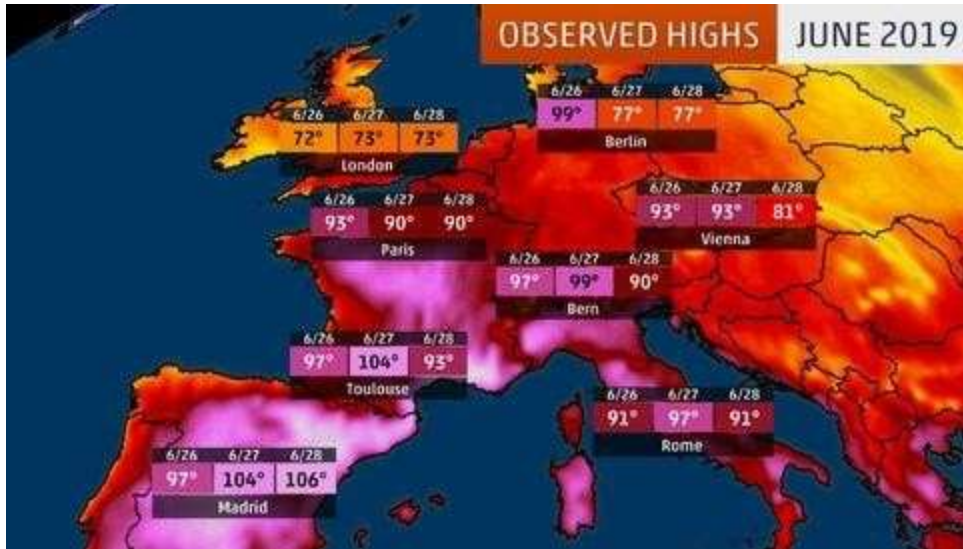 OBSERVED HIGHS JUNE 2019
6/26 6/27 6/28
99° 77° 77°
Berlin
6/26 6/27 6/28
72° 73° 73°
London
6/26 6/27 6/28
93° 93° 81°
Vienna
6/26 6/27 6/28
93° 90° 90°
Paris
6/26 6/27 6/28
97° 99° 90°
Bern
6/26 6/27 6/28
97° 104° 93°
Toulouse
6/26 6/27 6/28
91° 97° 91°
Rome
6/26 6/27 6/28
97° 104° 106°
Madrid